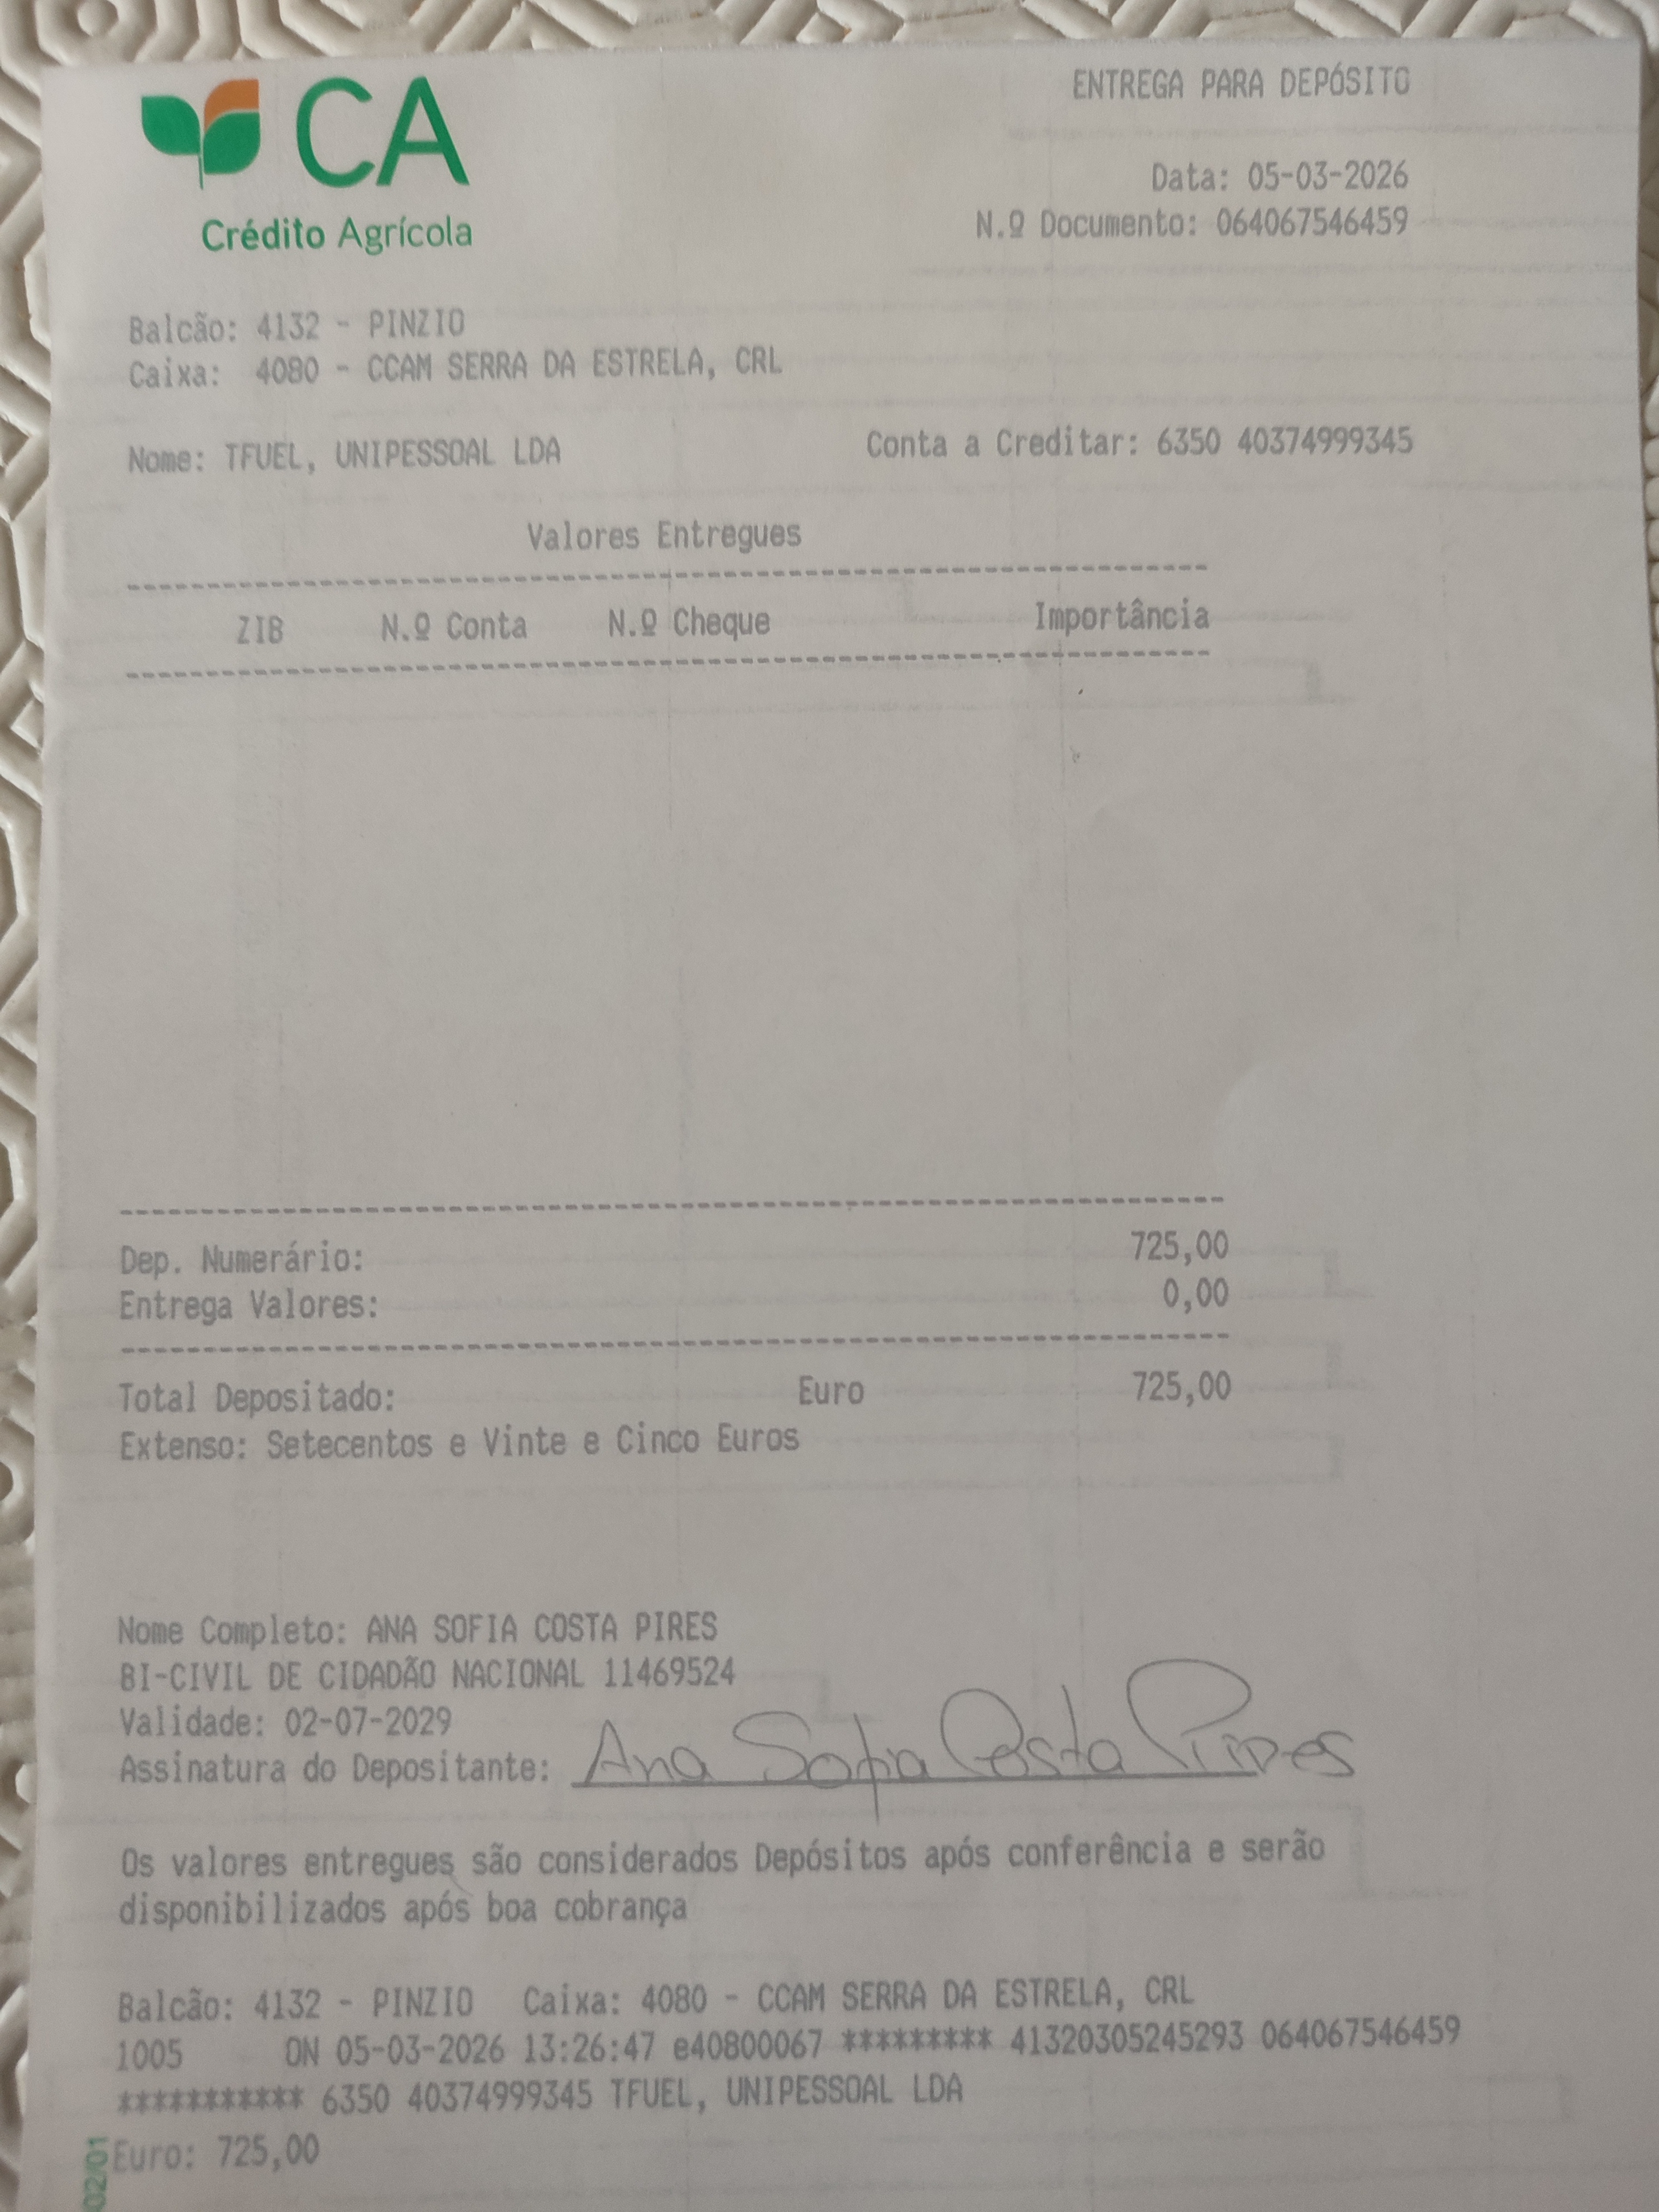 CA
Crédito Agrícola
ENTREGA PARA DEPÓSITO
Data: 05-03-2026
N.º Documento: 064067546459
Balcão: 4132 - PINZIO
Caixa: 4080 - CCAM SERRA DA ESTRELA, CRL
Nome: TFUEL, UNIPESSOAL LDA Conta a Creditar: 6350 40374999345
Valores Entregues
ZIB N.º Conta N.º Cheque Importância
Dep. Numerário: 725,00
Entrega Valores: 0,00
Total Depositado: Euro 725,00
Extenso: Setecentos e Vinte e Cinco Euros
Nome Completo: ANA SOFIA COSTA PIRES
BI-CIVIL DE CIDADÃO NACIONAL 11469524
Validade: 02-07-2029
Assinatura do Depositante: Ana Sofia Costa Pires
Os valores entregues são considerados Depósitos após conferência e serão
disponibilizados após boa cobrança
Balcão: 4132 - PINZIO Caixa: 4080 - CCAM SERRA DA ESTRELA, CRL
1005 ON 05-03-2026 13:26:47 e40800067 ********* 41320305245293 064067546459
*********** 6350 40374999345 TFUEL, UNIPESSOAL LDA
Euro: 725,00
02/01